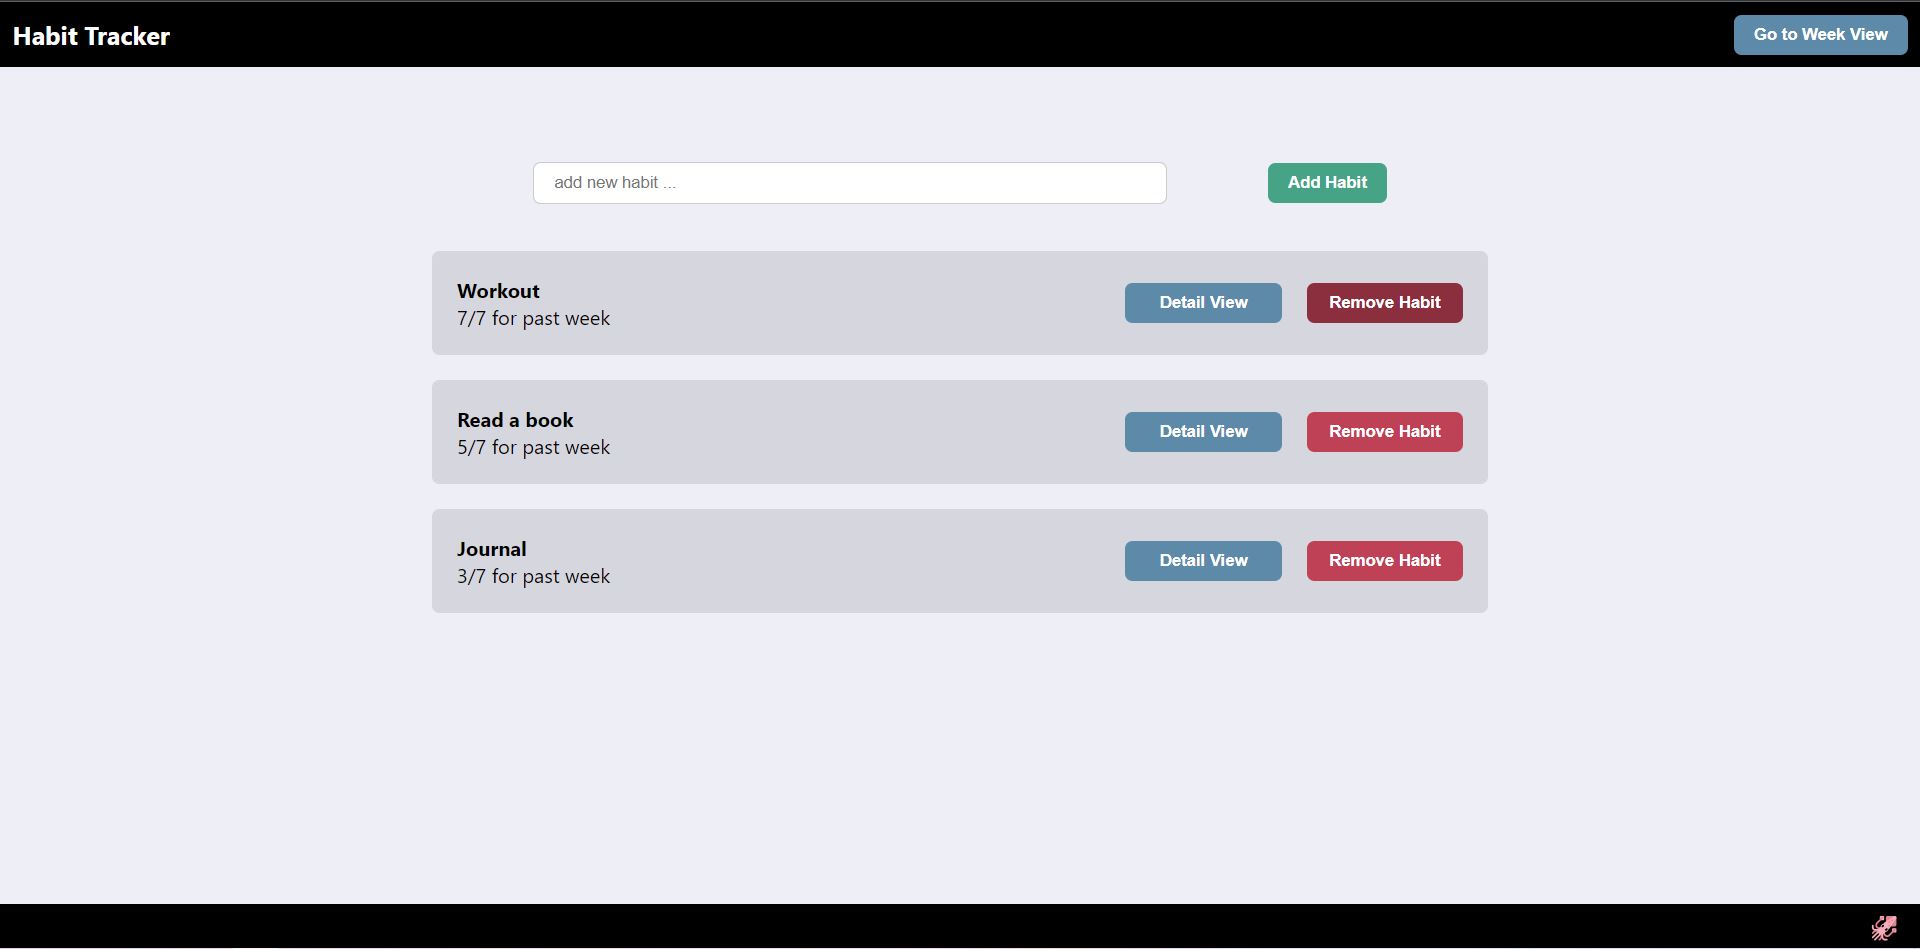 Habit Tracker
Go to Week View
add new habit ...
Add Habit
Workout
7/7 for past week
Detail View
Remove Habit
Read a book
5/7 for past week
Detail View
Remove Habit
Journal
3/7 for past week
Detail View
Remove Habit